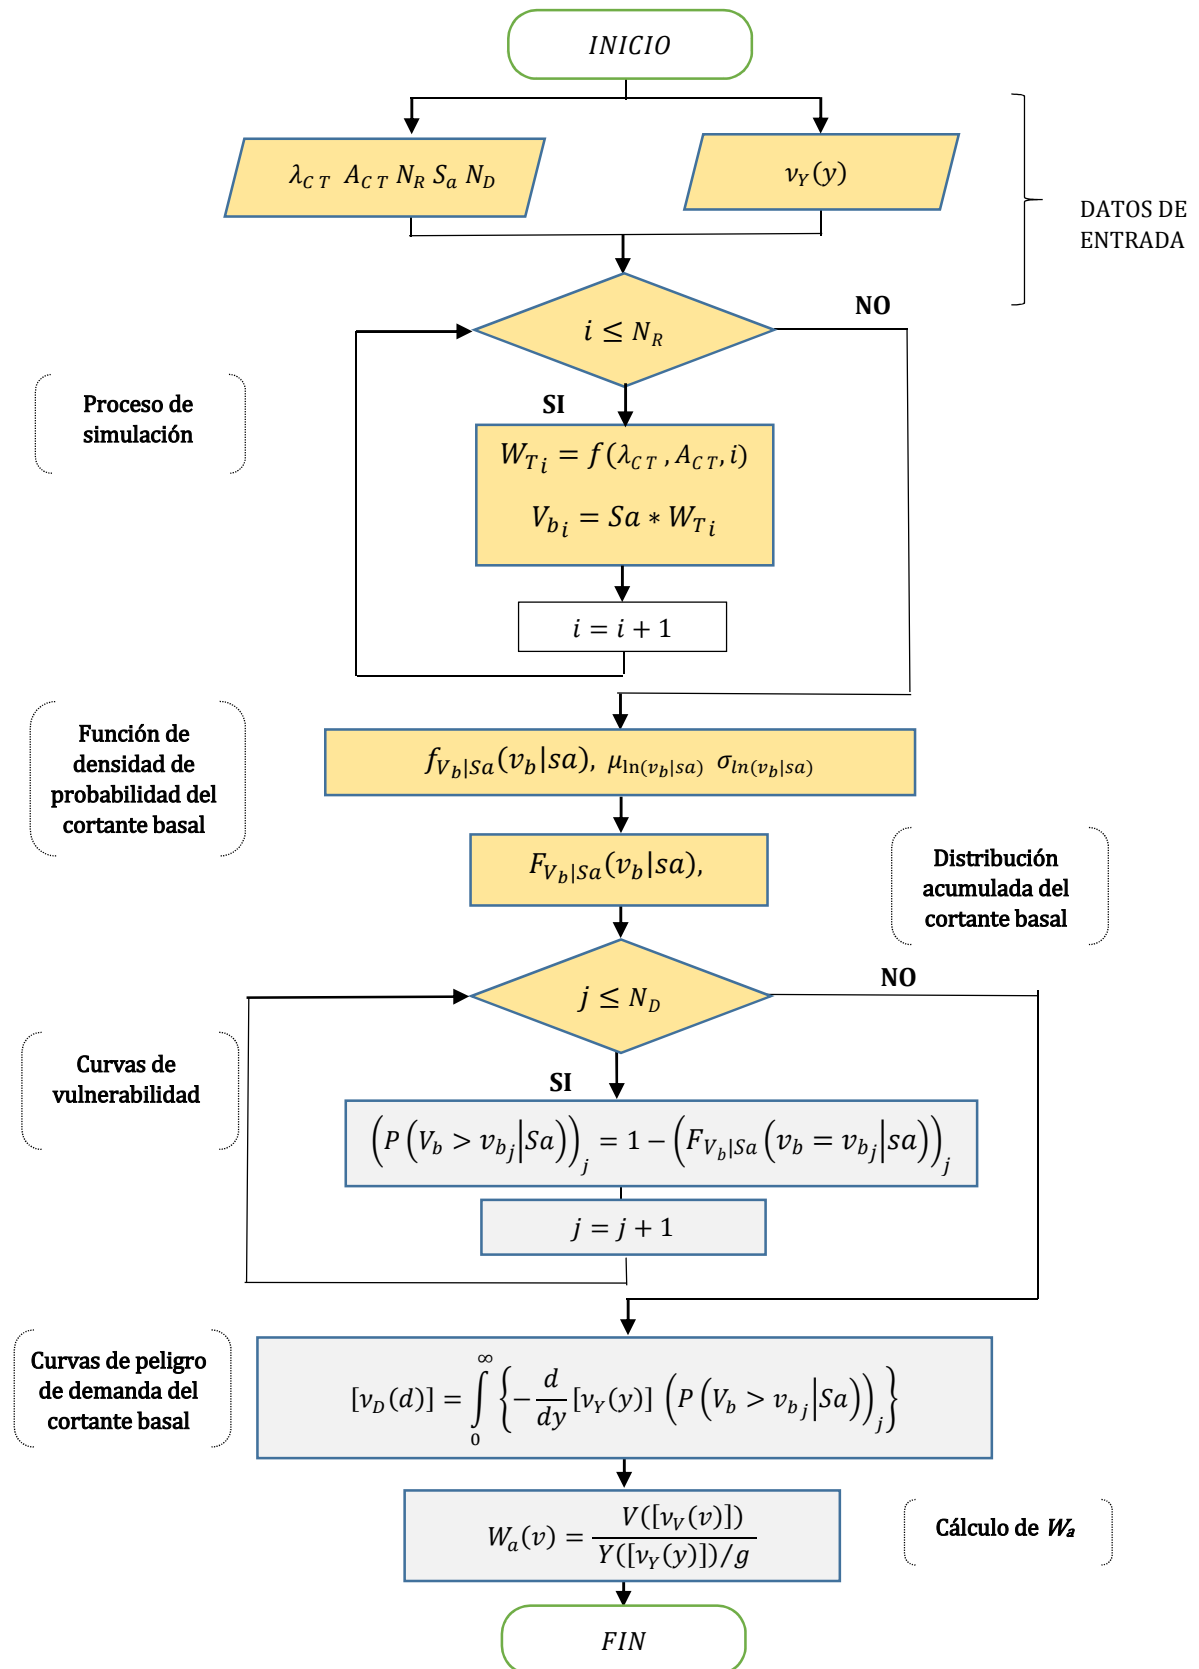 INICIO
λ_{CT} A_{CT} N_R S_a N_D
ν_Y(y)
DATOS DE
ENTRADA
i ≤ N_R
NO
Proceso de
simulación
SI
W_{T_i} = f(λ_{CT}, A_{CT}, i)
V_{b_i} = Sa ∗ W_{T_i}
i = i + 1
Función de
densidad de
probabilidad del
cortante basal
f_{V_b|Sa}(v_b|sa), μ_{ln(v_b|sa)} σ_{ln(v_b|sa)}
F_{V_b|Sa}(v_b|sa),
Distribución
acumulada del
cortante basal
j ≤ N_D
NO
Curvas de
vulnerabilidad
SI
(P(V_b > v_{b_j}|Sa))_j = 1 − (F_{V_b|Sa}(v_b = v_{b_j}|sa))_j
j = j + 1
Curvas de peligro
de demanda del
cortante basal
[ν_D(d)] = ∫_0^∞ {−d/dy [ν_Y(y)] (P(V_b > v_{b_j}|Sa))_j}
W_a(v) = V([ν_V(v)]) / Y([ν_Y(y)])/g
Cálculo de W_a
FIN